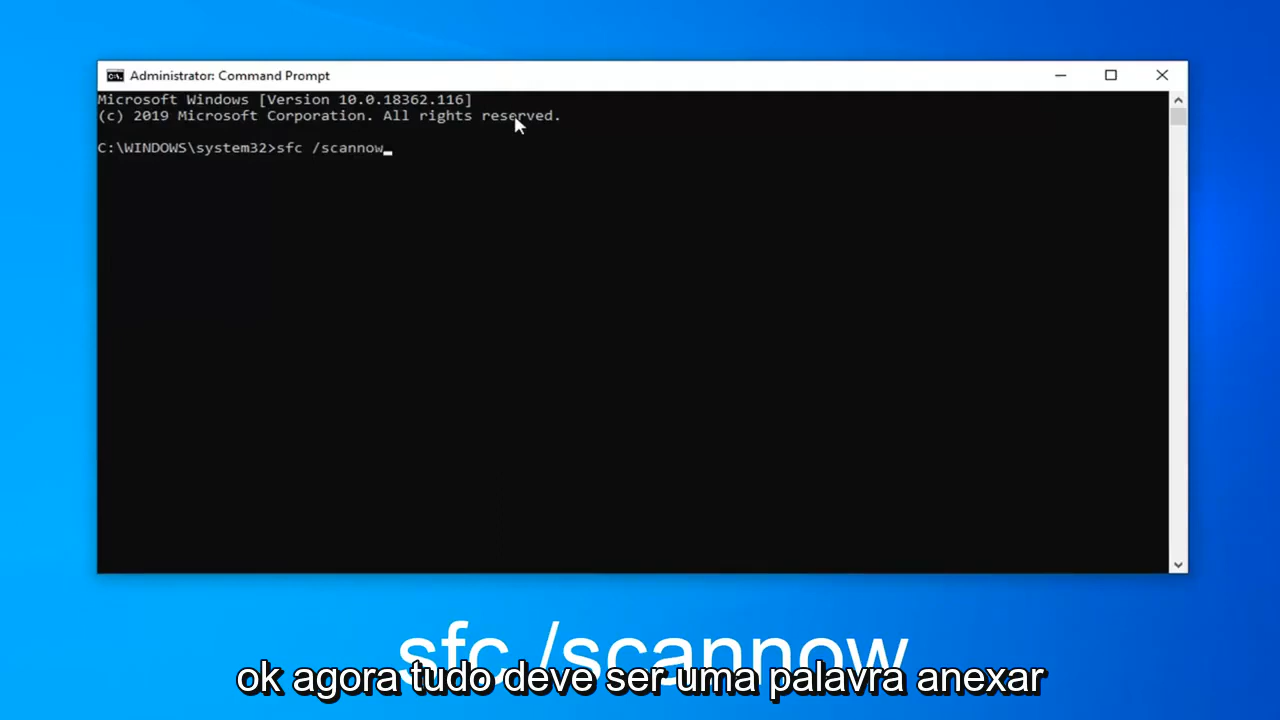 Administrator: Command Prompt
Microsoft Windows [Version 10.0.18362.116]
(c) 2019 Microsoft Corporation. All rights reserved.
C:\WINDOWS\system32>sfc /scannow
sfc /scannow
ok agora tudo deve ser uma palavra anexar